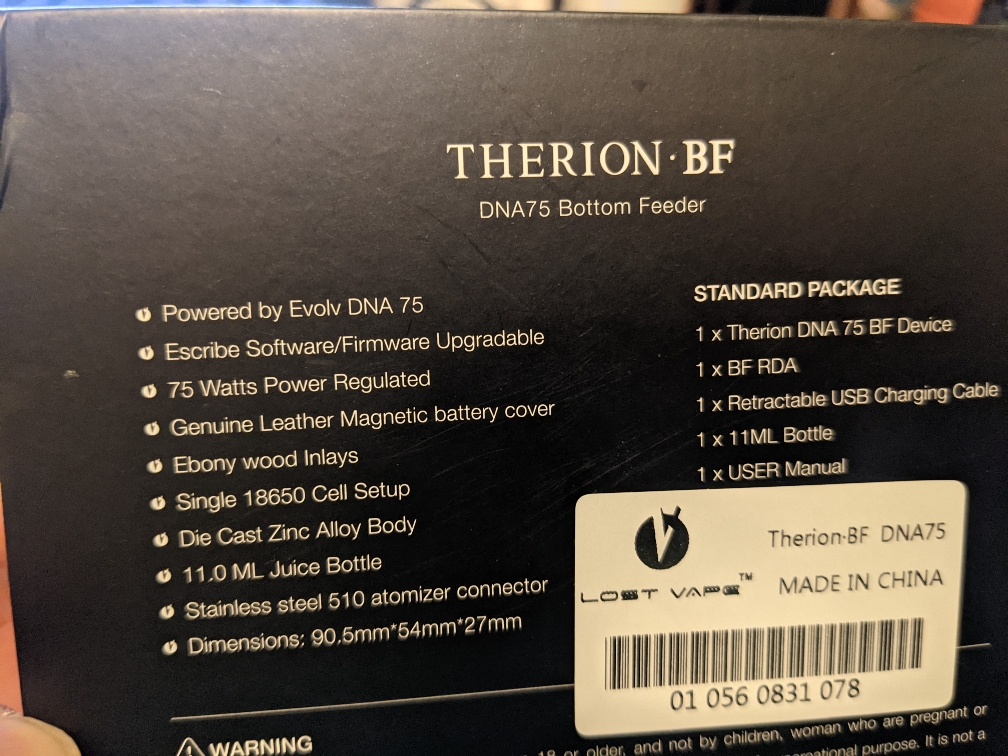 THERION·BF
DNA75 Bottom Feeder
Powered by Evolv DNA 75
Escribe Software/Firmware Upgradable
75 Watts Power Regulated
Genuine Leather Magnetic battery cover
Ebony wood Inlays
Single 18650 Cell Setup
Die Cast Zinc Alloy Body
11.0 ML Juice Bottle
Stainless steel 510 atomizer connector
Dimensions: 90.5mm*54mm*27mm
STANDARD PACKAGE
1 x Therion DNA 75 BF Device
1 x BF RDA
1 x Retractable USB Charging Cable
1 x 11ML Bottle
1 x USER Manual
Therion·BF DNA75
LOST VAPE™
MADE IN CHINA
01 056 0831 078
WARNING
18 or older, and not by children, woman who are pregnant or
purpose. It is not a